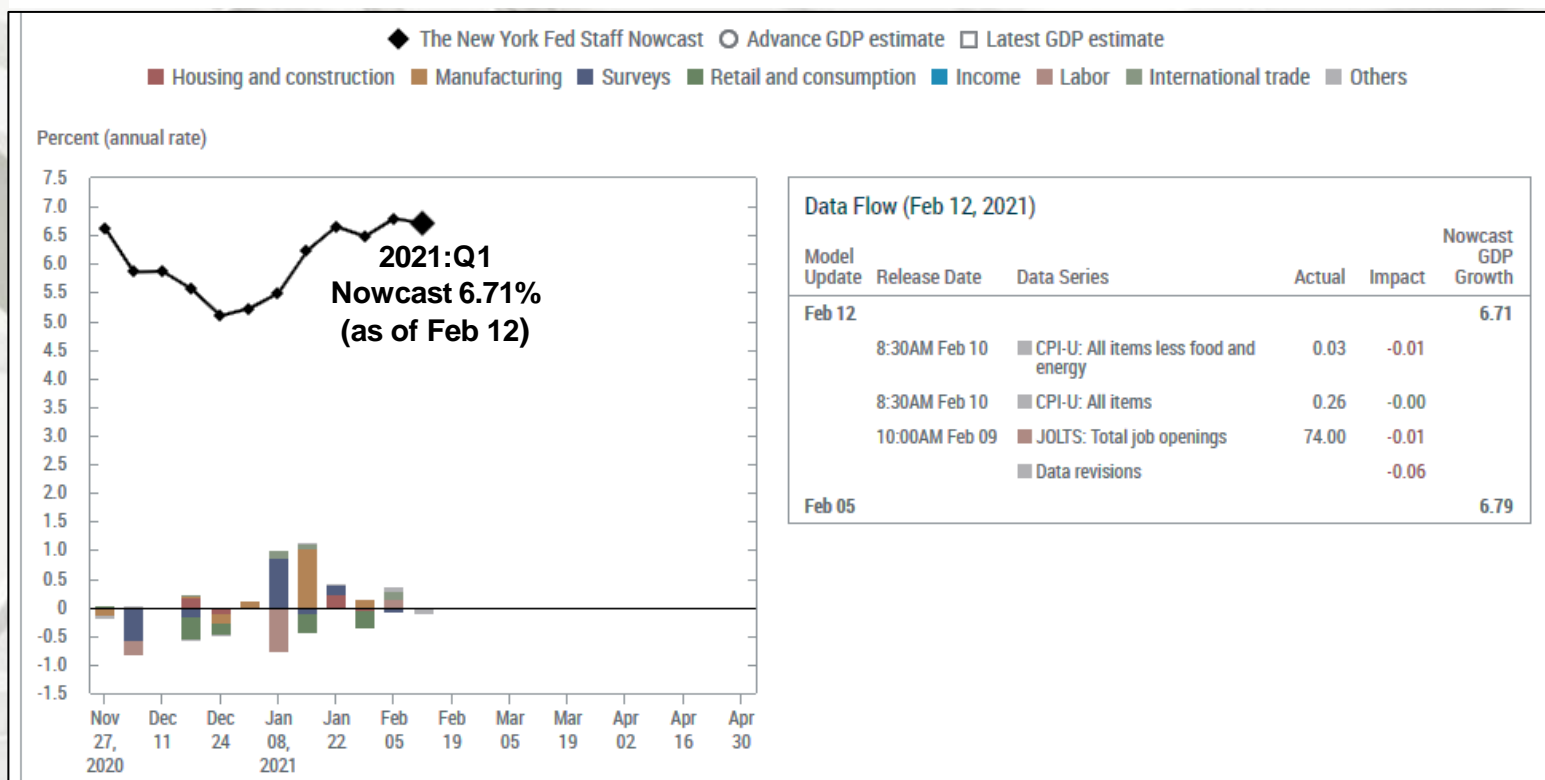 The New York Fed Staff Nowcast Advance GDP estimate Latest GDP estimate
Housing and construction Manufacturing Surveys Retail and consumption Income Labor International trade Others
Percent (annual rate)
7.5
7.0
6.5
6.0
5.5
5.0
4.5
4.0
3.5
3.0
2.5
2.0
1.5
1.0
0.5
0
-0.5
-1.0
-1.5
2021:Q1
Nowcast 6.71%
(as of Feb 12)
Nov Dec Dec Jan Jan Feb Feb Mar Mar Apr Apr Apr
27, 11 24 08, 22 05 19 05 19 02 16 30
2020 2021
Data Flow (Feb 12, 2021)
Nowcast
Model GDP
Update Release Date Data Series Actual Impact Growth
Feb 12 6.71
8:30AM Feb 10 CPI-U: All items less food and 0.03 -0.01
energy
8:30AM Feb 10 CPI-U: All items 0.26 -0.00
10:00AM Feb 09 JOLTS: Total job openings 74.00 -0.01
Data revisions -0.06
Feb 05 6.79